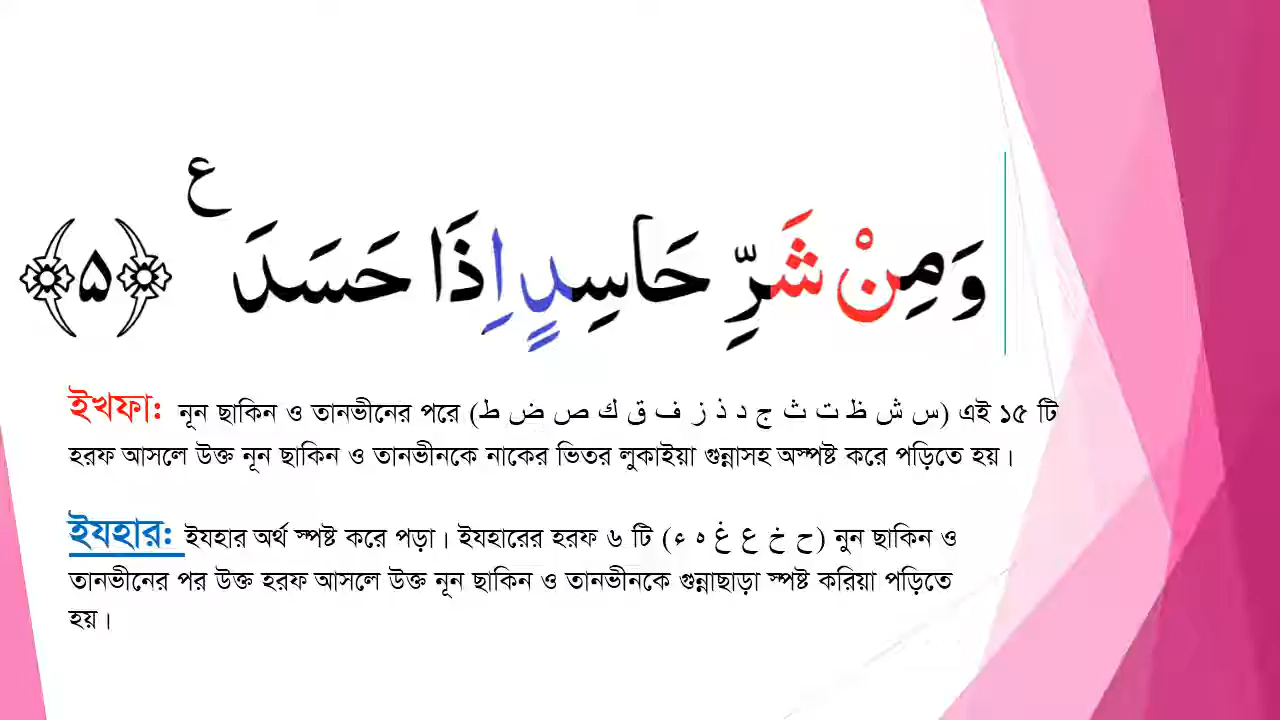 وَمِنْ شَرِّ حَاسِدٍ اِذَا حَسَدَ ع ﴿۵﴾
ইখফা: নূন ছাকিন ও তানভীনের পরে (س ش ظ ت ث ج د ذ ز ف ق ك ص ض ط) এই ১৫ টি
হরফ আসলে উক্ত নূন ছাকিন ও তানভীনকে নাকের ভিতর লুকাইয়া গুন্নাসহ অস্পষ্ট করে পড়িতে হয়।
ইযহার: ইযহার অর্থ স্পষ্ট করে পড়া। ইযহারের হরফ ৬ টি (ح خ ع غ ه ء) নুন ছাকিন ও
তানভীনের পর উক্ত হরফ আসলে উক্ত নূন ছাকিন ও তানভীনকে গুন্নাছাড়া স্পষ্ট করিয়া পড়িতে
হয়।